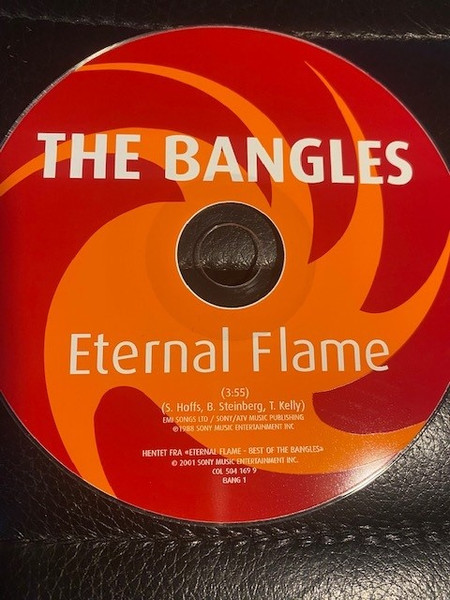 THE BANGLES
Eternal Flame
(3:55)
(S. Hoffs, B. Steinberg, T. Kelly)
EMI SONGS LTD / SONY/ATV MUSIC PUBLISHING
℗1988 SONY MUSIC ENTERTAINMENT INC
HENTET FRA «ETERNAL FLAME - BEST OF THE BANGLES»
© 2001 SONY MUSIC ENTERTAINMENT INC.
COL 504 169 9
BANG 1